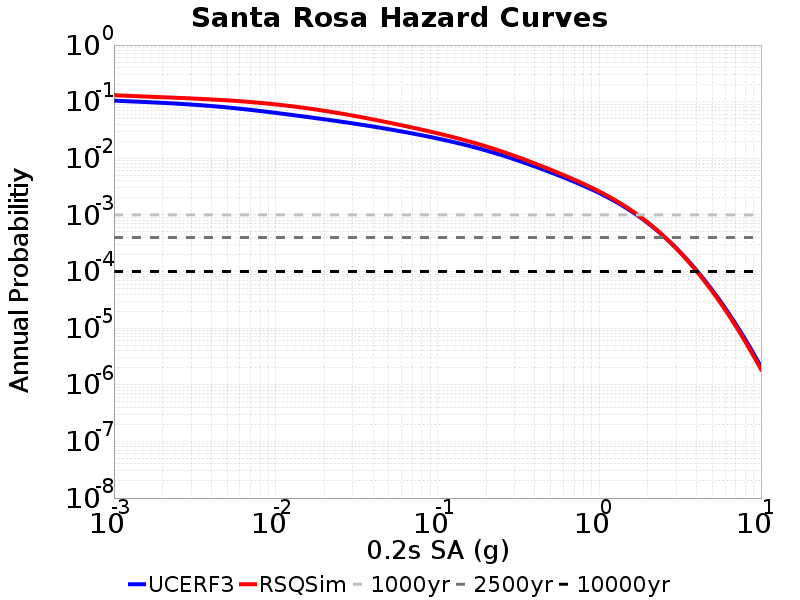 Santa Rosa Hazard Curves
Annual Probabilitiy
10^0
10^-1
10^-2
10^-3
10^-4
10^-5
10^-6
10^-7
10^-8
10^-3 10^-2 10^-1 10^0 10^1
0.2s SA (g)
UCERF3 RSQSim 1000yr 2500yr 10000yr